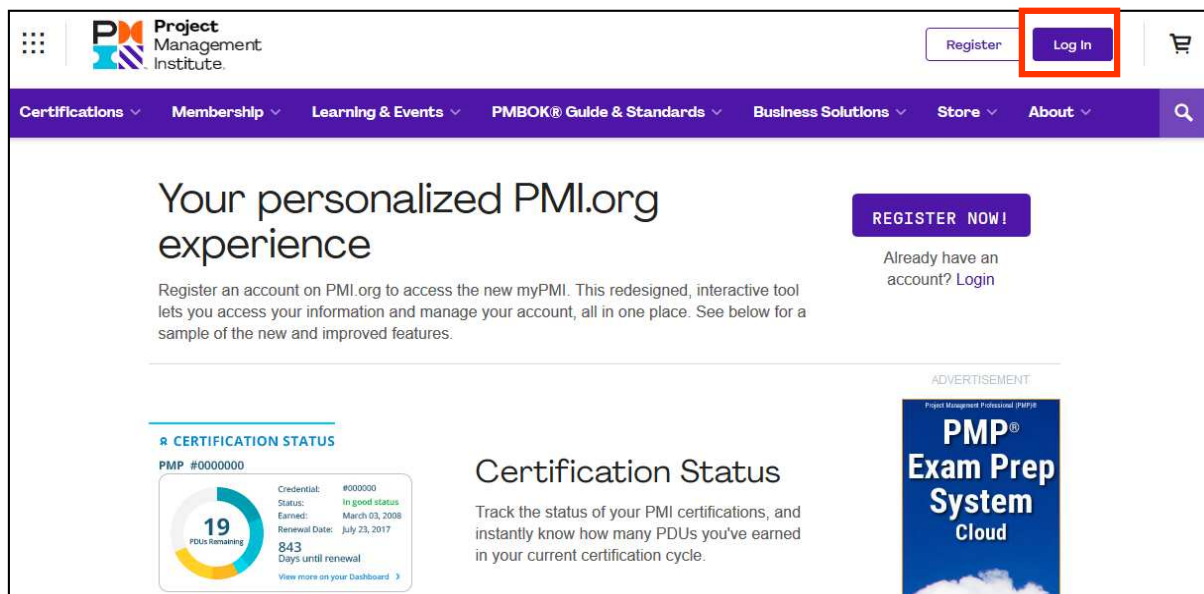 Project
Management
Institute.
Register
Log In
Certifications
Membership
Learning & Events
PMBOK® Guide & Standards
Business Solutions
Store
About
Your personalized PMI.org
experience
Register an account on PMI.org to access the new myPMI. This redesigned, interactive tool
lets you access your information and manage your account, all in one place. See below for a
sample of the new and improved features.
REGISTER NOW!
Already have an
account? Login
CERTIFICATION STATUS
PMP #0000000
19
PDUs Remaining
Credential: #000000
Status: In good status
Earned: March 03, 2008
Renewal Date: July 23, 2017
843
Days until renewal
View more on your Dashboard
Certification Status
Track the status of your PMI certifications, and
instantly know how many PDUs you've earned
in your current certification cycle.
ADVERTISEMENT
Project Management Professional (PMP)®
PMP®
Exam Prep
System
Cloud